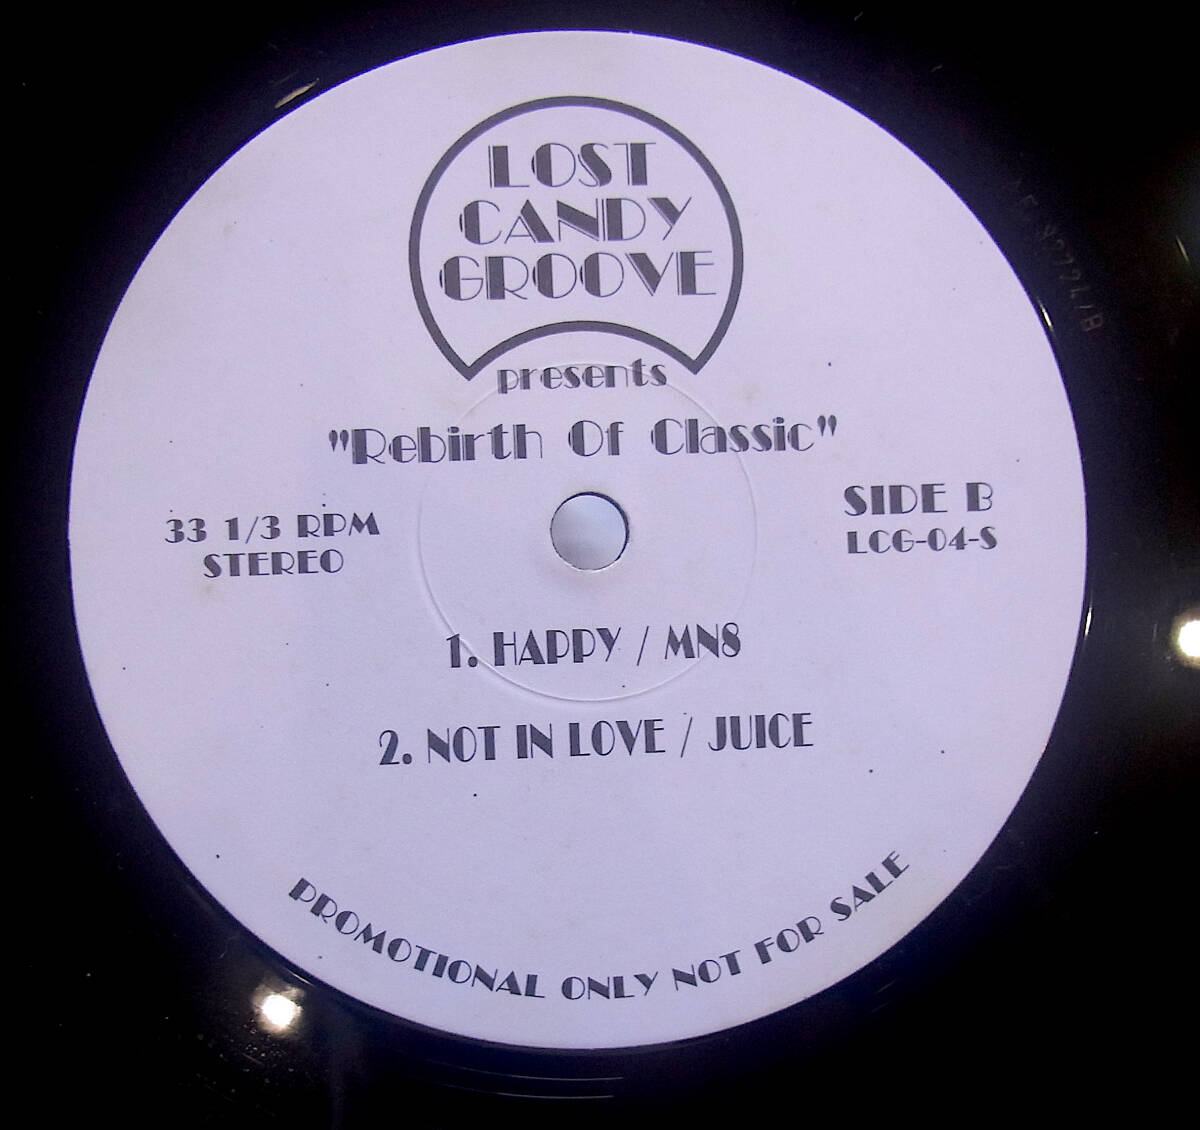 LOST
CANDY
GROOVE
presents
"Rebirth Of Classic"
33 1/3 RPM
STEREO
SIDE B
LCG-04-S
1. HAPPY / MN8
2. NOT IN LOVE / JUICE
PROMOTIONAL ONLY NOT FOR SALE